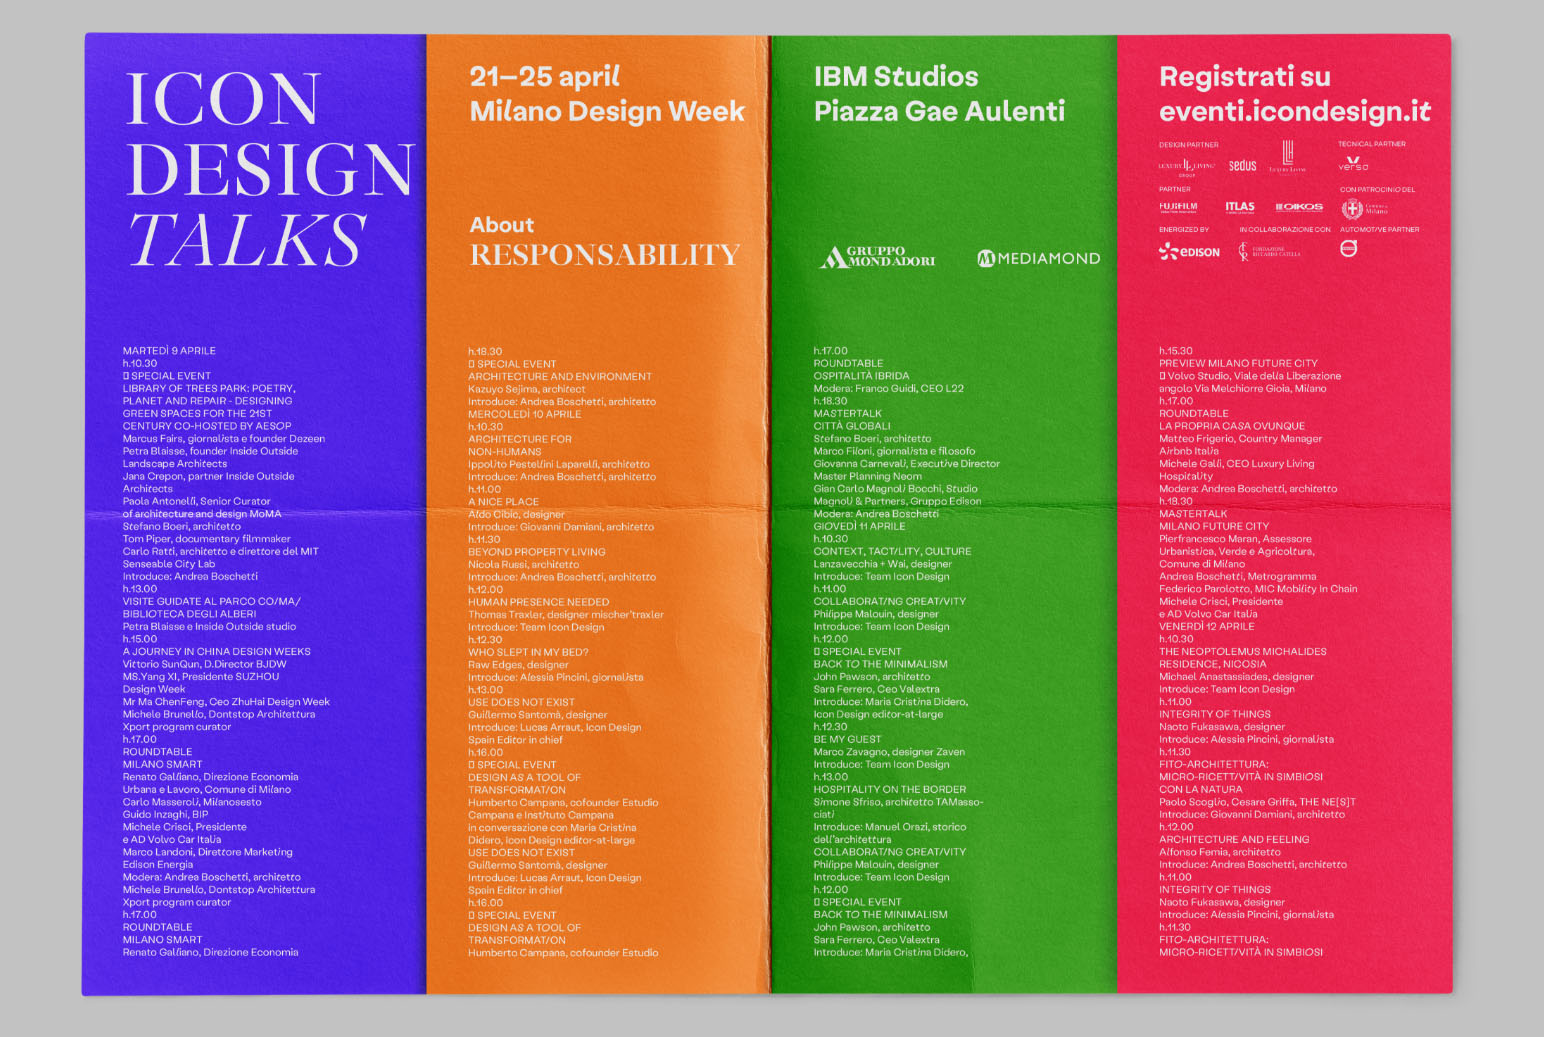 ICON
DESIGN
TALKS
MARTEDÌ 9 APRILE
h.10.30
SPECIAL EVENT
LIBRARY OF TREES PARK: POETRY,
PLANET AND REPAIR - DESIGNING
GREEN SPACES FOR THE 21ST
CENTURY CO-HOSTED BY AESOP
Marcus Fairs, giornalista e founder Dezeen
Petra Blaisse, founder Inside Outside
Landscape Architects
Jana Crepon, partner Inside Outside
Architects
Paola Antonelli, Senior Curator
of architecture and design MoMA
Stefano Boeri, architetto
Tom Piper, documentary filmmaker
Carlo Ratti, architetto e direttore del MIT
Senseable City Lab
Introduce: Andrea Boschetti
h.13.00
VISITE GUIDATE AL PARCO CO/MA/
BIBLIOTECA DEGLI ALBERI
Petra Blaisse e Inside Outside studio
h.15.00
A JOURNEY IN CHINA DESIGN WEEKS
Vittorio SunQun, D.Director BJDW
MS.Yang XI, Presidente SUZHOU
Design Week
Mr Ma ChenFeng, Ceo ZhuHai Design Week
Michele Brunello, Dontstop Architettura
Xport program curator
h.17.00
ROUNDTABLE
MILANO SMART
Renato Galliano, Direzione Economia
Urbana e Lavoro, Comune di Milano
Carlo Masseroli, Milanosesto
Guido Inzaghi, BIP
Michele Crisci, Presidente
e AD Volvo Car Italia
Marco Landoni, Direttore Marketing
Edison Energia
Modera: Andrea Boschetti, architetto
Michele Brunello, Dontstop Architettura
Xport program curator
h.17.00
ROUNDTABLE
MILANO SMART
Renato Galliano, Direzione Economia
21–25 april
Milano Design Week
About
RESPONSABILITY
h.18.30
SPECIAL EVENT
ARCHITECTURE AND ENVIRONMENT
Kazuyo Sejima, architect
Introduce: Andrea Boschetti, architetto
MERCOLEDÌ 10 APRILE
h.10.30
ARCHITECTURE FOR
NON-HUMANS
Ippolito Pestellini Laparelli, architetto
Introduce: Andrea Boschetti, architetto
h.11.00
A NICE PLACE
Aldo Cibic, designer
Introduce: Giovanni Damiani, architetto
h.11.30
BEYOND PROPERTY LIVING
Nicola Russi, architetto
Introduce: Andrea Boschetti, architetto
h.12.00
HUMAN PRESENCE NEEDED
Thomas Traxler, designer mischer'traxler
Introduce: Team Icon Design
h.12.30
WHO SLEPT IN MY BED?
Raw Edges, designer
Introduce: Alessia Pincini, giornalista
h.13.00
USE DOES NOT EXIST
Guillermo Santomà, designer
Introduce: Lucas Arraut, Icon Design
Spain Editor in chief
h.16.00
SPECIAL EVENT
DESIGN AS A TOOL OF
TRANSFORMATION
Humberto Campana, cofounder Estudio
Campana e Instituto Campana
in conversazione con Maria Cristina
Didero, Icon Design editor-at-large
USE DOES NOT EXIST
Guillermo Santomà, designer
Introduce: Lucas Arraut, Icon Design
Spain Editor in chief
h.16.00
SPECIAL EVENT
DESIGN AS A TOOL OF
TRANSFORMATION
Humberto Campana, cofounder Estudio
IBM Studios
Piazza Gae Aulenti
GRUPPO
MONDADORI
MEDIAMOND
h.17.00
ROUNDTABLE
OSPITALITÀ IBRIDA
Modera: Franco Guidi, CEO L22
h.18.30
MASTERTALK
CITTÀ GLOBALI
Stefano Boeri, architetto
Marco Filoni, giornalista e filosofo
Giovanna Carnevali, Executive Director
Master Planning Neom
Gian Carlo Magnoli Bocchi, Studio
Magnoli & Partners, Gruppo Edison
Modera: Andrea Boschetti
GIOVEDÌ 11 APRILE
h.10.30
CONTEXT, TACTILITY, CULTURE
Lanzavecchia + Wai, designer
Introduce: Team Icon Design
h.11.00
COLLABORATING CREATIVITY
Philippe Malouin, designer
Introduce: Team Icon Design
h.12.00
SPECIAL EVENT
BACK TO THE MINIMALISM
John Pawson, architetto
Sara Ferrero, Ceo Valextra
Introduce: Maria Cristina Didero,
Icon Design editor-at-large
h.12.30
BE MY GUEST
Marco Zavagno, designer Zaven
Introduce: Team Icon Design
h.13.00
HOSPITALITY ON THE BORDER
Simone Sfriso, architetto TAMasso-
ciati
Introduce: Manuel Orazi, storico
dell'architettura
COLLABORATING CREATIVITY
Philippe Malouin, designer
Introduce: Team Icon Design
h.12.00
SPECIAL EVENT
BACK TO THE MINIMALISM
John Pawson, architetto
Sara Ferrero, Ceo Valextra
Introduce: Maria Cristina Didero,
Registrati su
eventi.icondesign.it
DESIGN PARTNER
TECNICAL PARTNER
LUXURY LIVING
GROUP
sedus
LUXURY LIVING
verso
PARTNER
CON PATROCINIO DEL
FUJIFILM
ITLAS
OIKOS
Comune di
Milano
ENERGIZED BY
IN COLLABORAZIONE CON
AUTOMOTIVE PARTNER
EDISON
FONDAZIONE
RICCARDO CATELLA
h.15.30
PREVIEW MILANO FUTURE CITY
Volvo Studio, Viale della Liberazione
angolo Via Melchiorre Gioia, Milano
h.17.00
ROUNDTABLE
LA PROPRIA CASA OVUNQUE
Matteo Frigerio, Country Manager
Airbnb Italia
Michele Galli, CEO Luxury Living
Hospitality
Modera: Andrea Boschetti, architetto
h.18.30
MASTERTALK
MILANO FUTURE CITY
Pierfrancesco Maran, Assessore
Urbanistica, Verde e Agricoltura,
Comune di Milano
Andrea Boschetti, Metrogramma
Federico Parolotto, MIC Mobility In Chain
Michele Crisci, Presidente
e AD Volvo Car Italia
VENERDÌ 12 APRILE
h.10.30
THE NEOPTOLEMUS MICHALIDES
RESIDENCE, NICOSIA
Michael Anastassiades, designer
Introduce: Team Icon Design
h.11.00
INTEGRITY OF THINGS
Naoto Fukasawa, designer
Introduce: Alessia Pincini, giornalista
h.11.30
FITO-ARCHITETTURA:
MICRO-RICETTIVITÀ IN SIMBIOSI
CON LA NATURA
Paolo Scoglio, Cesare Griffa, THE NE[S]T
Introduce: Giovanni Damiani, architetto
h.12.00
ARCHITECTURE AND FEELING
Alfonso Femia, architetto
Introduce: Andrea Boschetti, architetto
h.11.00
INTEGRITY OF THINGS
Naoto Fukasawa, designer
Introduce: Alessia Pincini, giornalista
h.11.30
FITO-ARCHITETTURA:
MICRO-RICETTIVITÀ IN SIMBIOSI